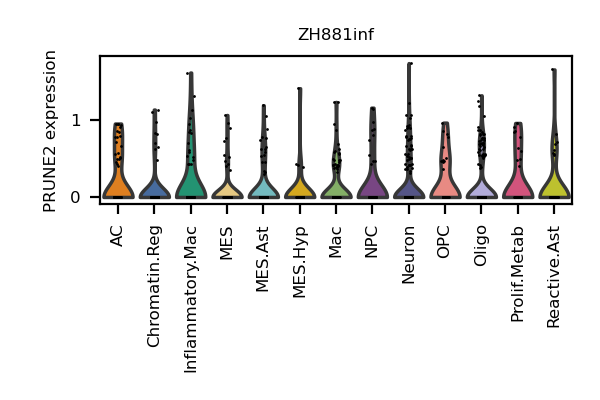 ZH881inf
PRUNE2 expression
1
0
AC
Chromatin.Reg
Inflammatory.Mac
MES
MES.Ast
MES.Hyp
Mac
NPC
Neuron
OPC
Oligo
Prolif.Metab
Reactive.Ast